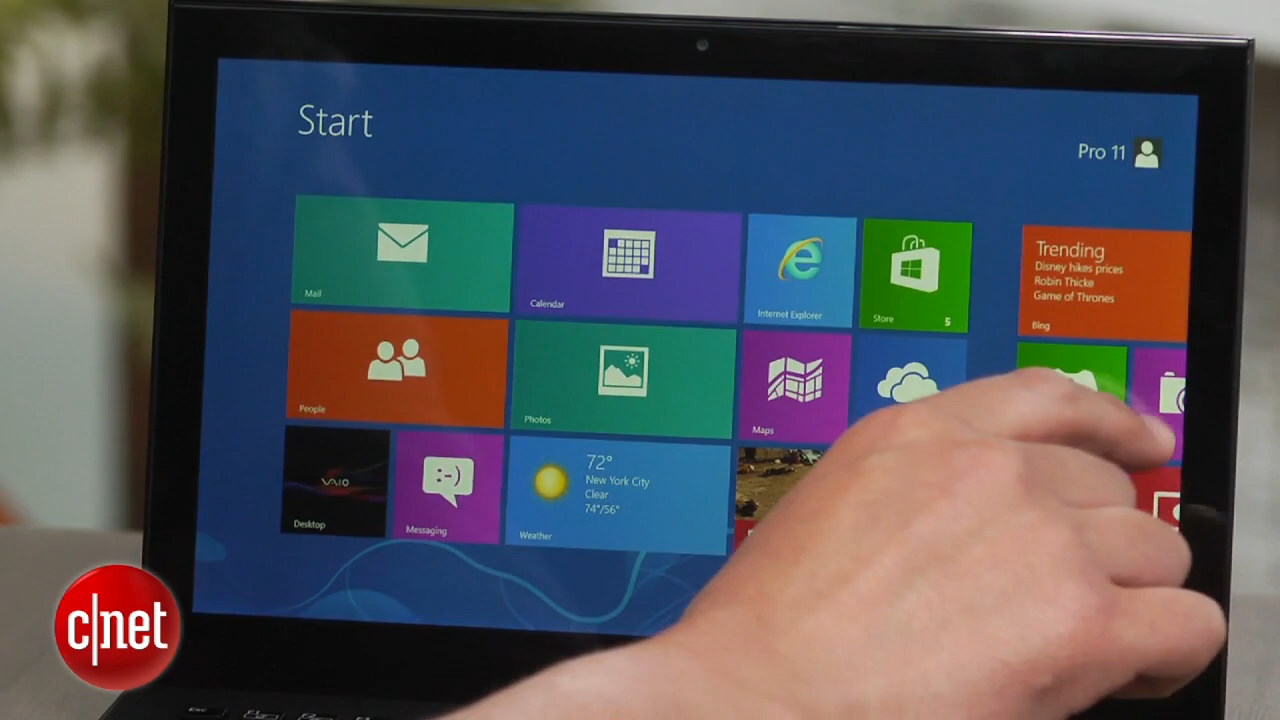 Start
Pro 11
Mail
Calendar
Internet Explorer
Store
5
Trending
Disney hikes prices
Robin Thicke
Game of Thrones
Bing
People
Photos
Maps
VAIO
Desktop
Messaging
:-)
72°
New York City
Clear
74°/56°
Weather
c|net